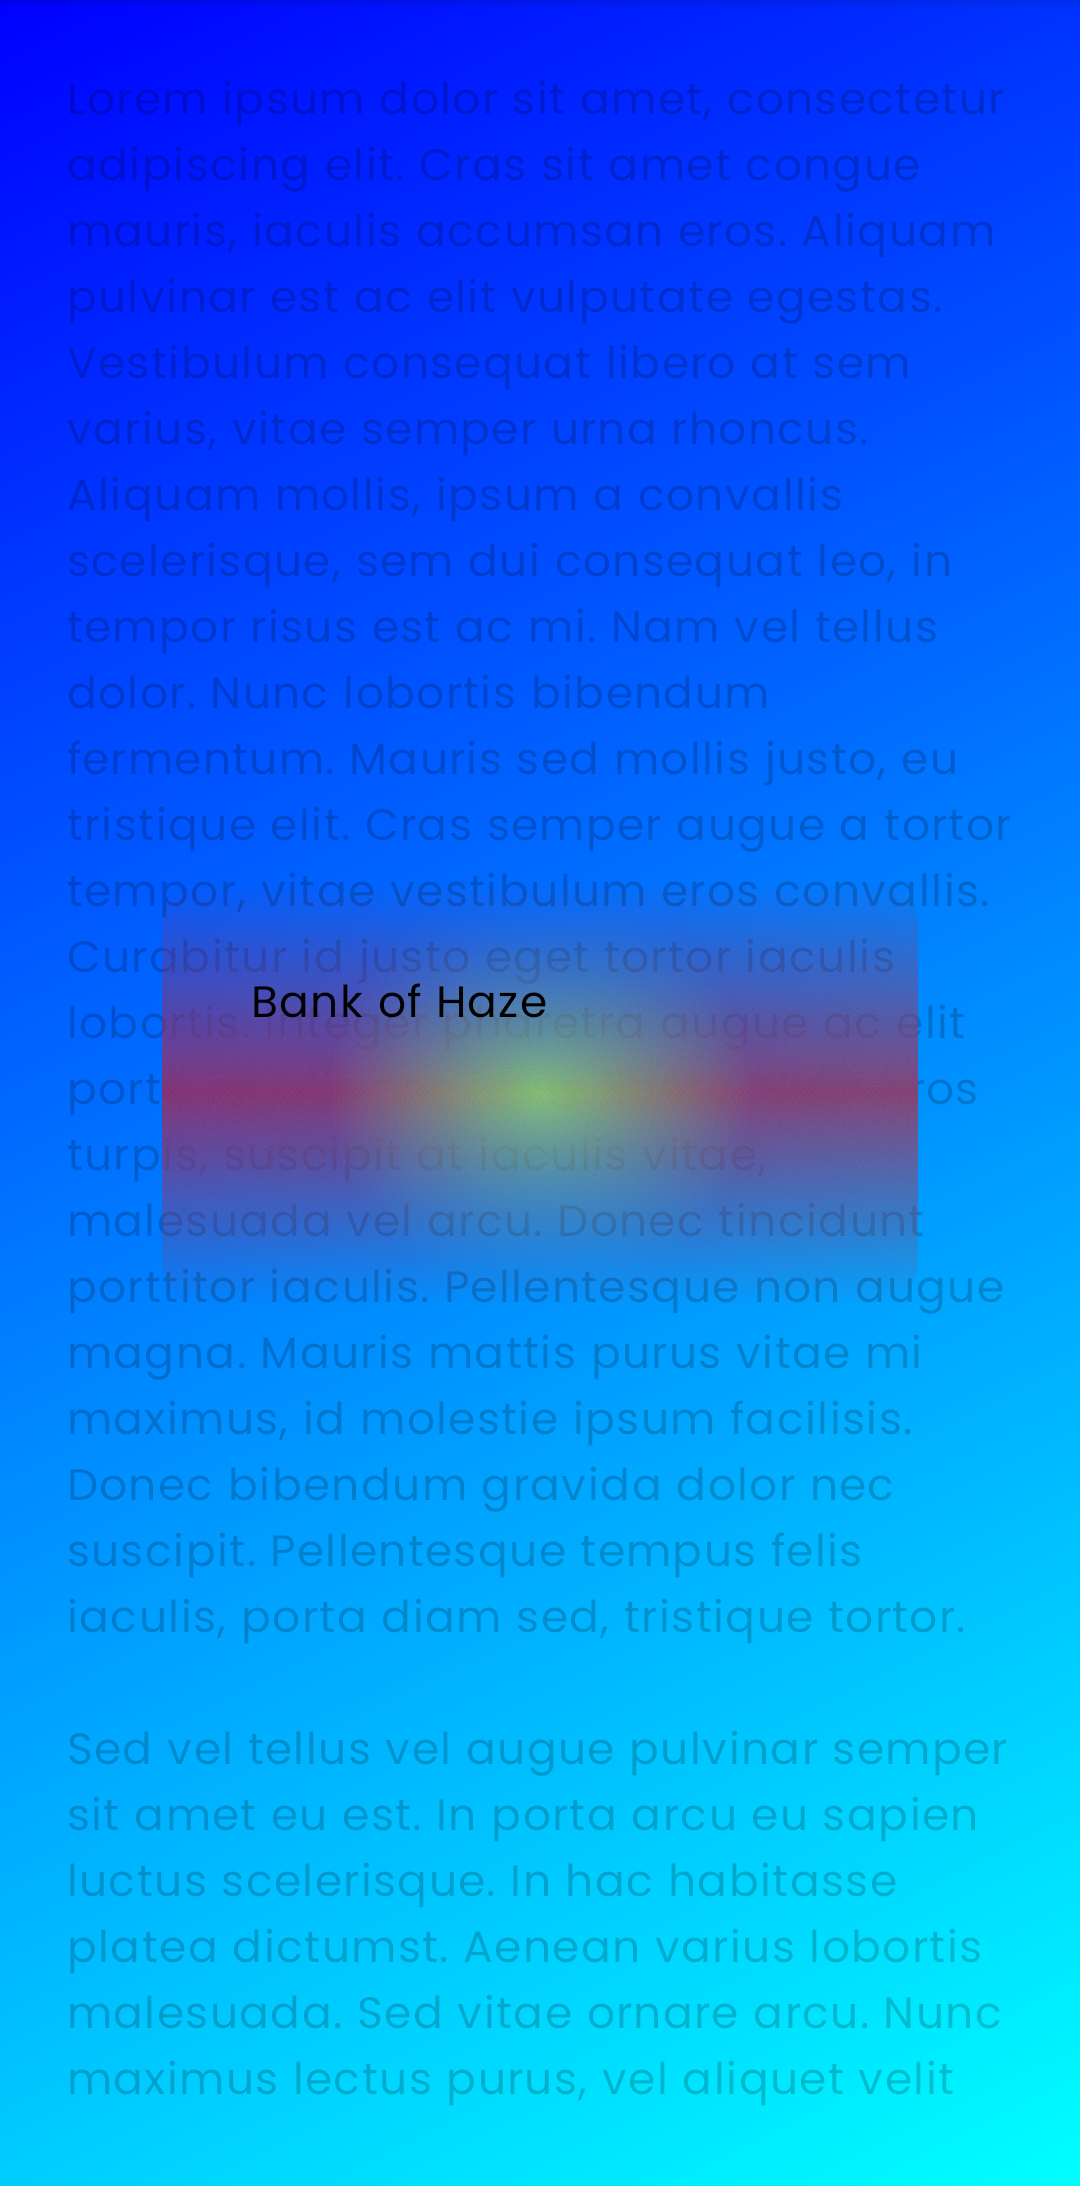 Lorem ipsum dolor sit amet, consectetur
adipiscing elit. Cras sit amet congue
mauris, iaculis accumsan eros. Aliquam
pulvinar est ac elit vulputate egestas.
Vestibulum consequat libero at sem
varius, vitae semper urna rhoncus.
Aliquam mollis, ipsum a convallis
scelerisque, sem dui consequat leo, in
tempor risus est ac mi. Nam vel tellus
dolor. Nunc lobortis bibendum
fermentum. Mauris sed mollis justo, eu
tristique elit. Cras semper augue a tortor
tempor, vitae vestibulum eros convallis.
Curabitur id justo eget tortor iaculis
Bank of Haze
lobortis. Integer pharetra augue ac elit
turpis, suscipit at iaculis vitae,
malesuada vel arcu. Donec tincidunt
porttitor iaculis. Pellentesque non augue
magna. Mauris mattis purus vitae mi
maximus, id molestie ipsum facilisis.
Donec bibendum gravida dolor nec
suscipit. Pellentesque tempus felis
iaculis, porta diam sed, tristique tortor.
Sed vel tellus vel augue pulvinar semper
sit amet eu est. In porta arcu eu sapien
luctus scelerisque. In hac habitasse
platea dictumst. Aenean varius lobortis
malesuada. Sed vitae ornare arcu. Nunc
maximus lectus purus, vel aliquet velit